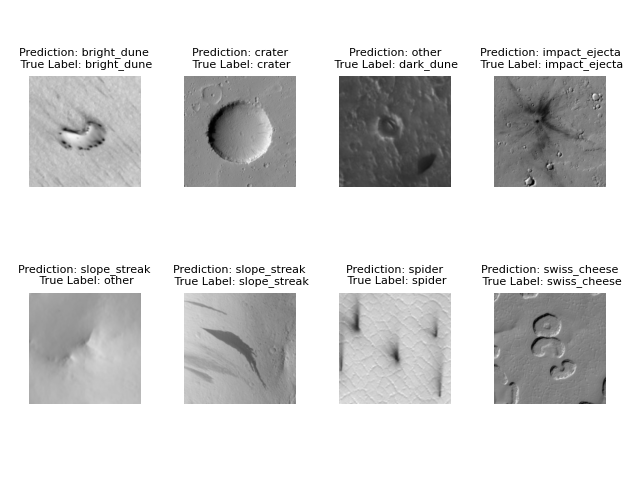 Prediction: bright_dune
True Label: bright_dune
Prediction: crater
True Label: crater
Prediction: other
True Label: dark_dune
Prediction: impact_ejecta
True Label: impact_ejecta
Prediction: slope_streak
True Label: other
Prediction: slope_streak
True Label: slope_streak
Prediction: spider
True Label: spider
Prediction: swiss_cheese
True Label: swiss_cheese